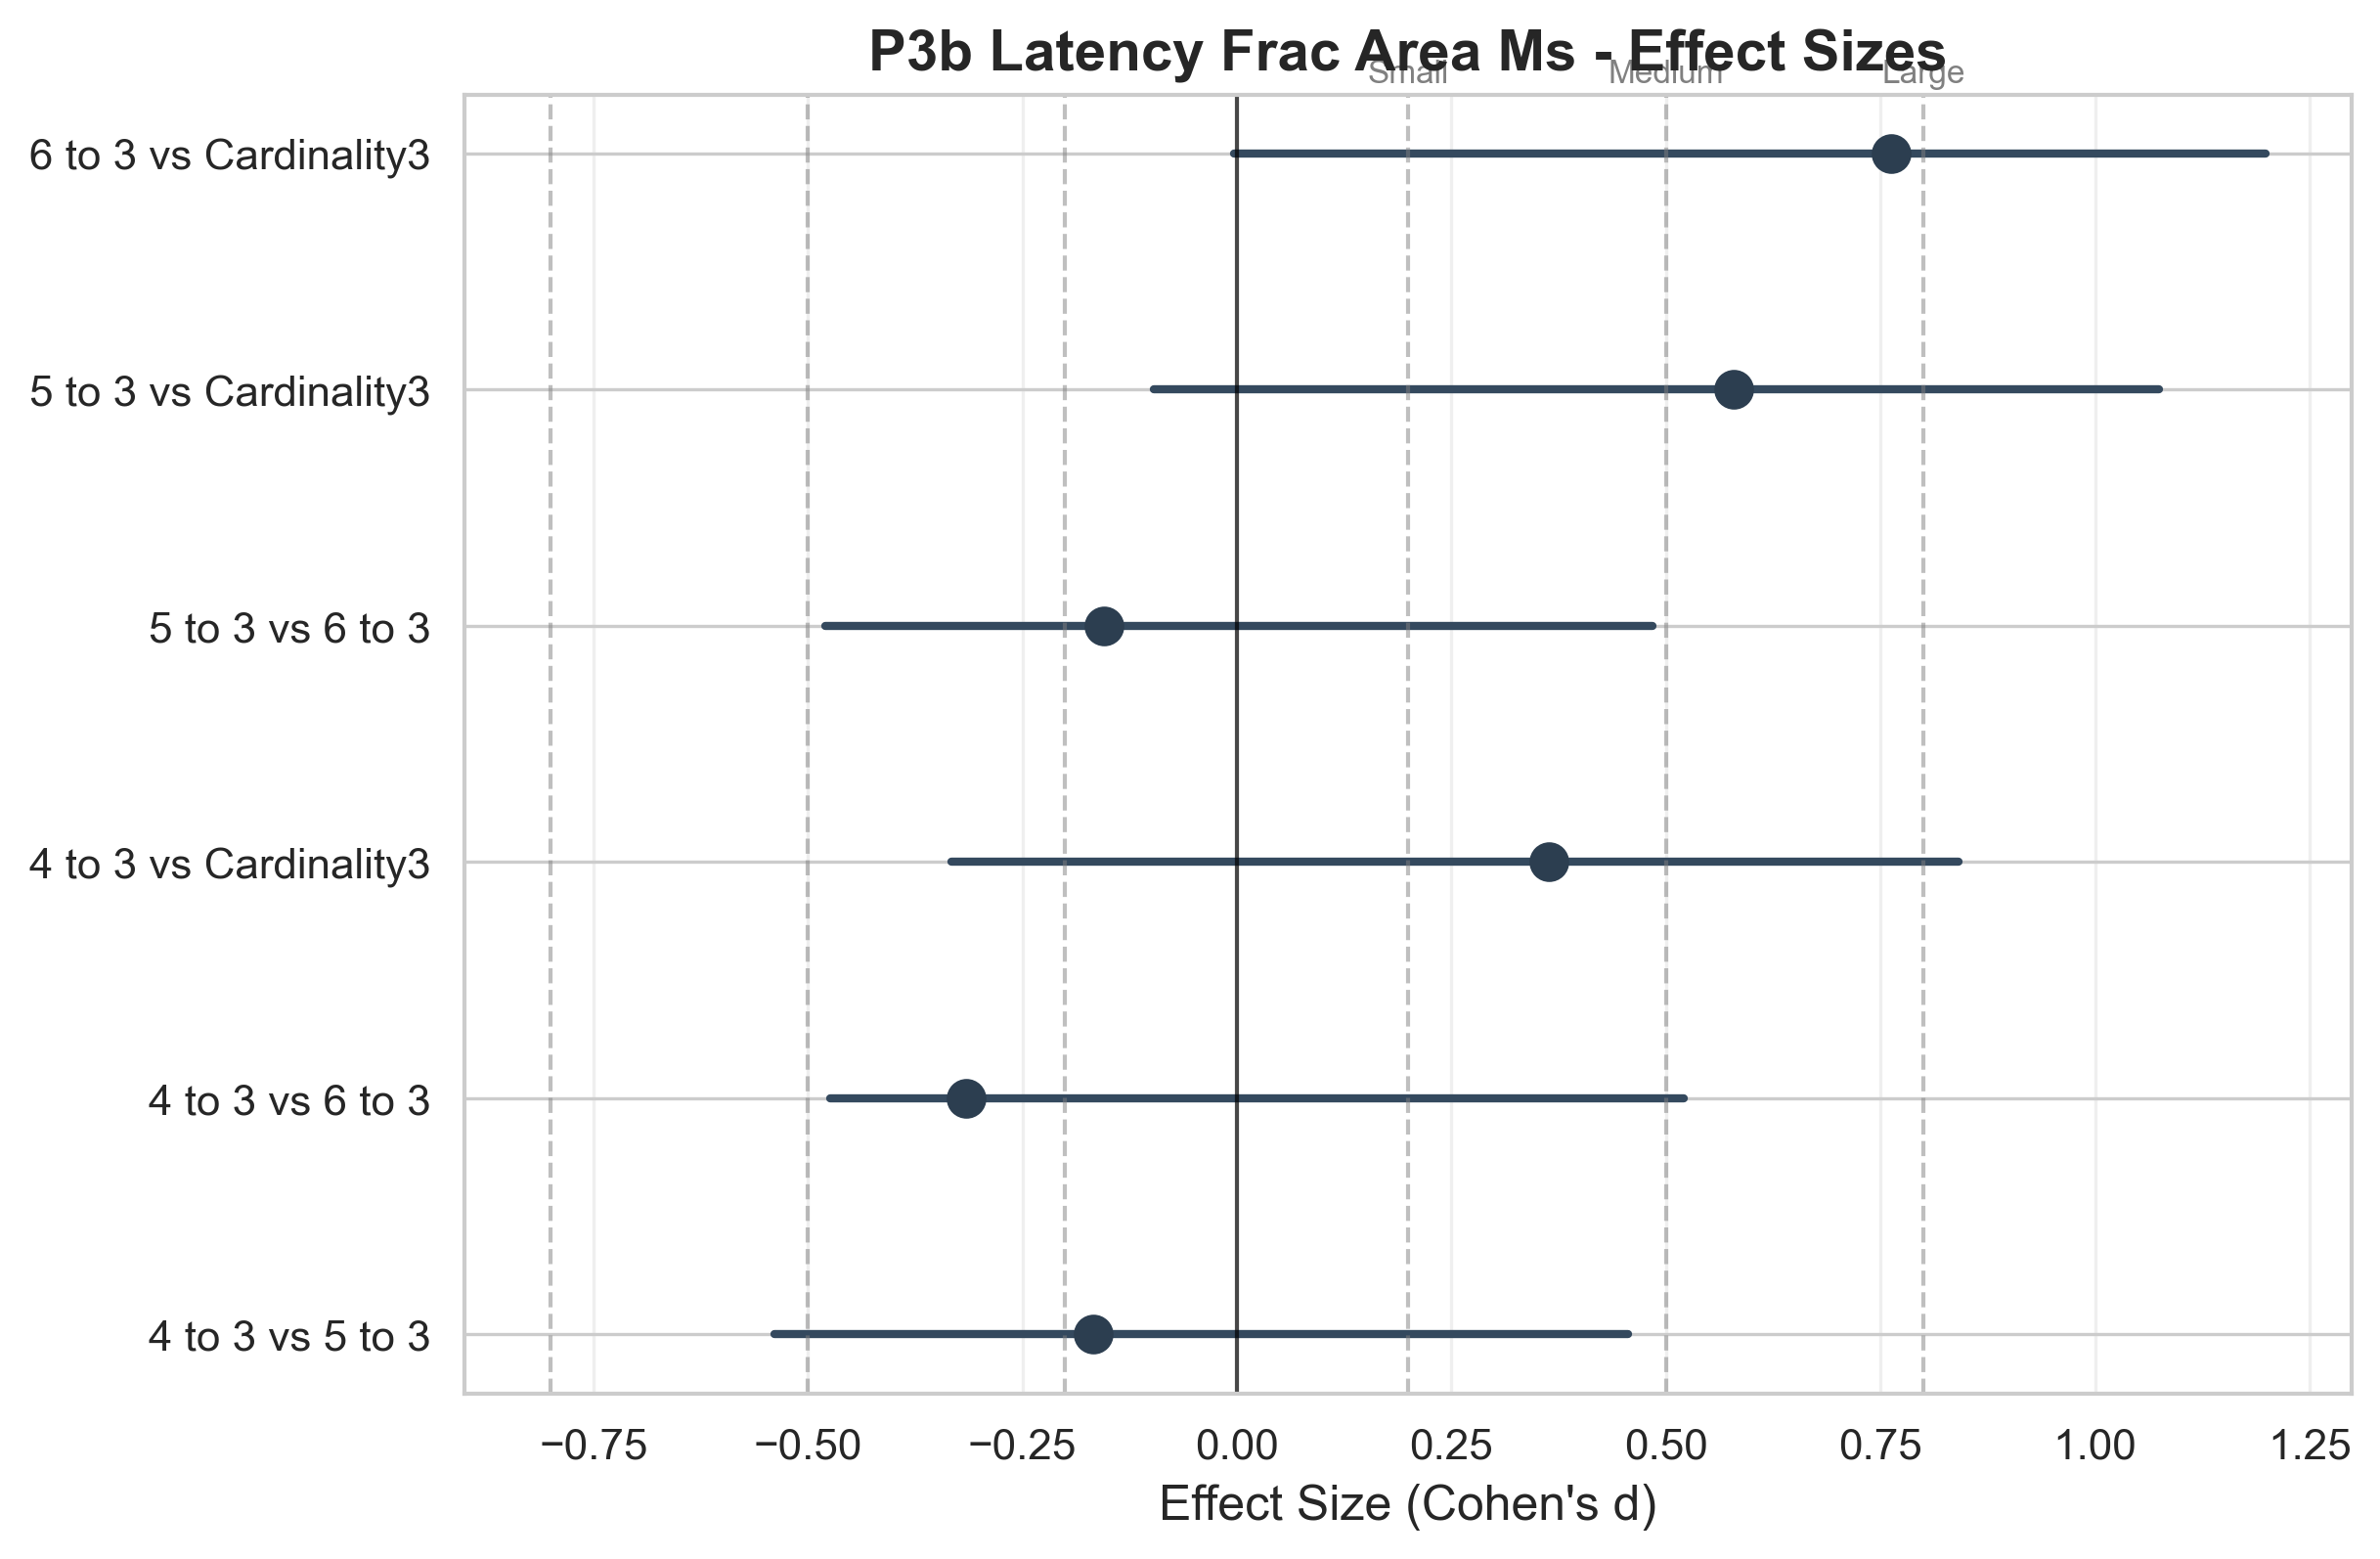 P3b Latency Frac Area Ms - Effect Sizes
Small Medium Large
6 to 3 vs Cardinality3
5 to 3 vs Cardinality3
5 to 3 vs 6 to 3
4 to 3 vs Cardinality3
4 to 3 vs 6 to 3
4 to 3 vs 5 to 3
−0.75 −0.50 −0.25 0.00 0.25 0.50 0.75 1.00 1.25
Effect Size (Cohen's d)